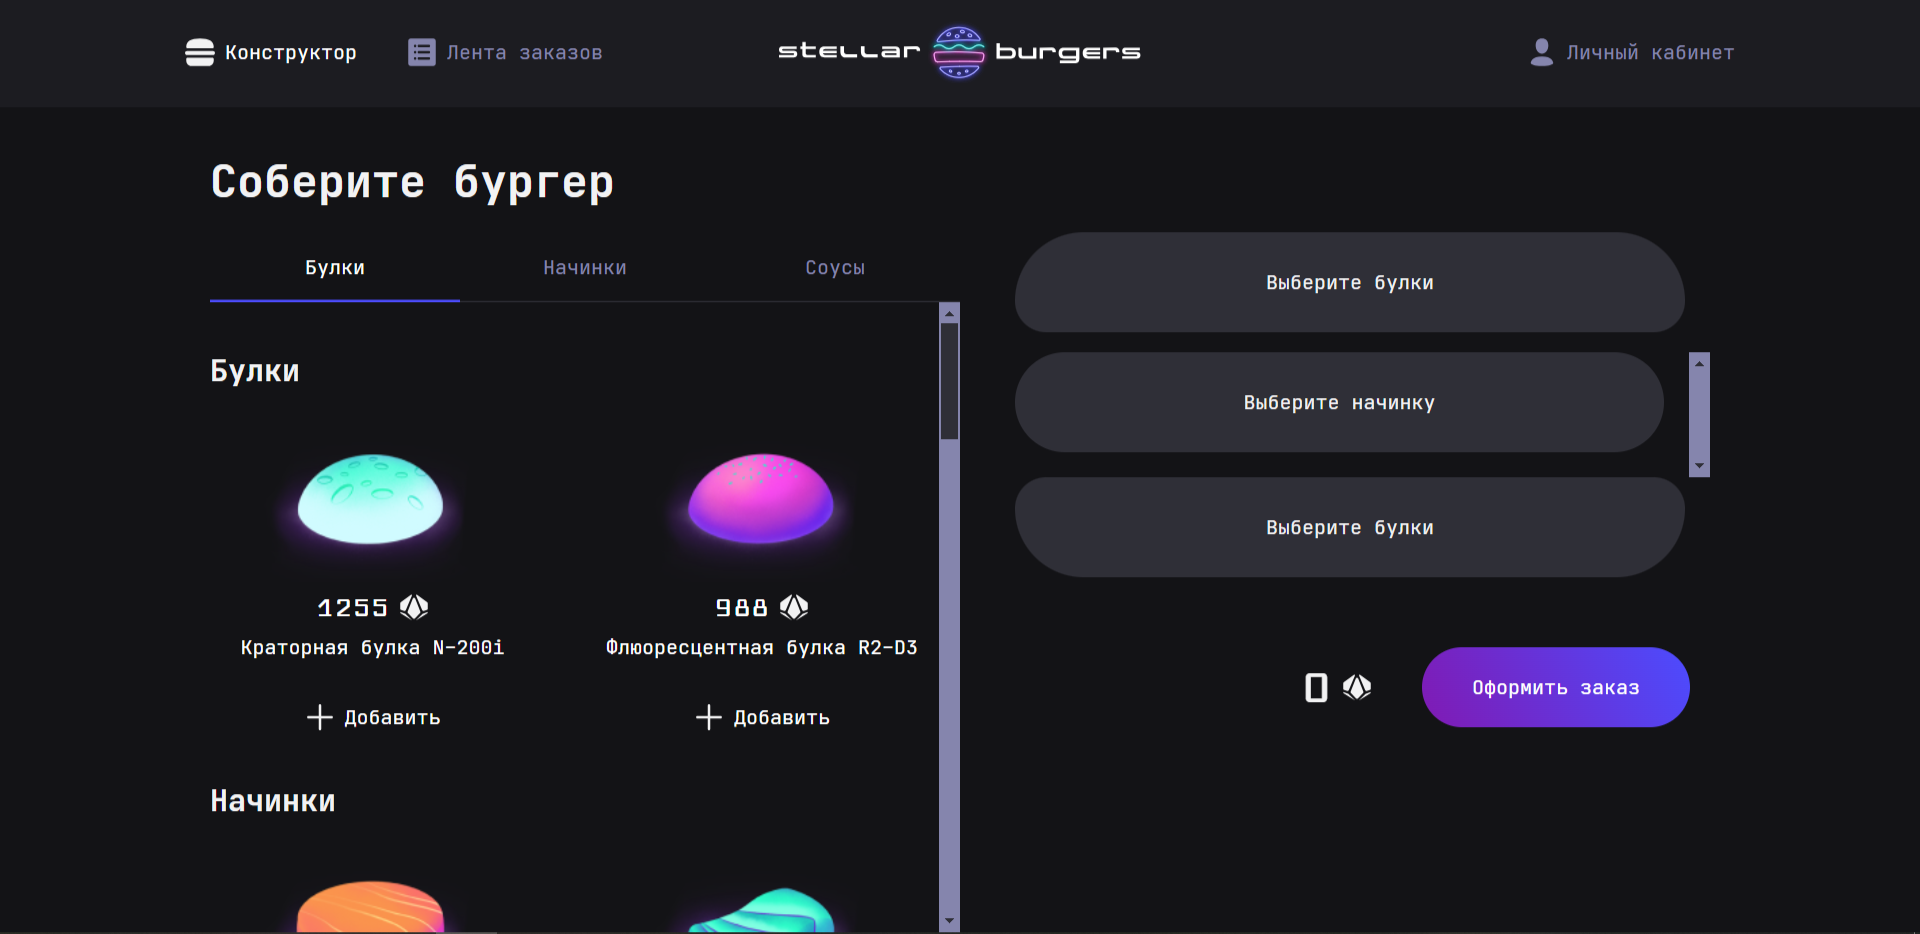 Конструктор
Лента заказов
stellar burgers
Личный кабинет
Соберите бургер
Булки
Начинки
Соусы
Булки
1255
Краторная булка N-200i
Добавить
988
Флюоресцентная булка R2-D3
Добавить
Начинки
Выберите булки
Выберите начинку
Выберите булки
0
Оформить заказ